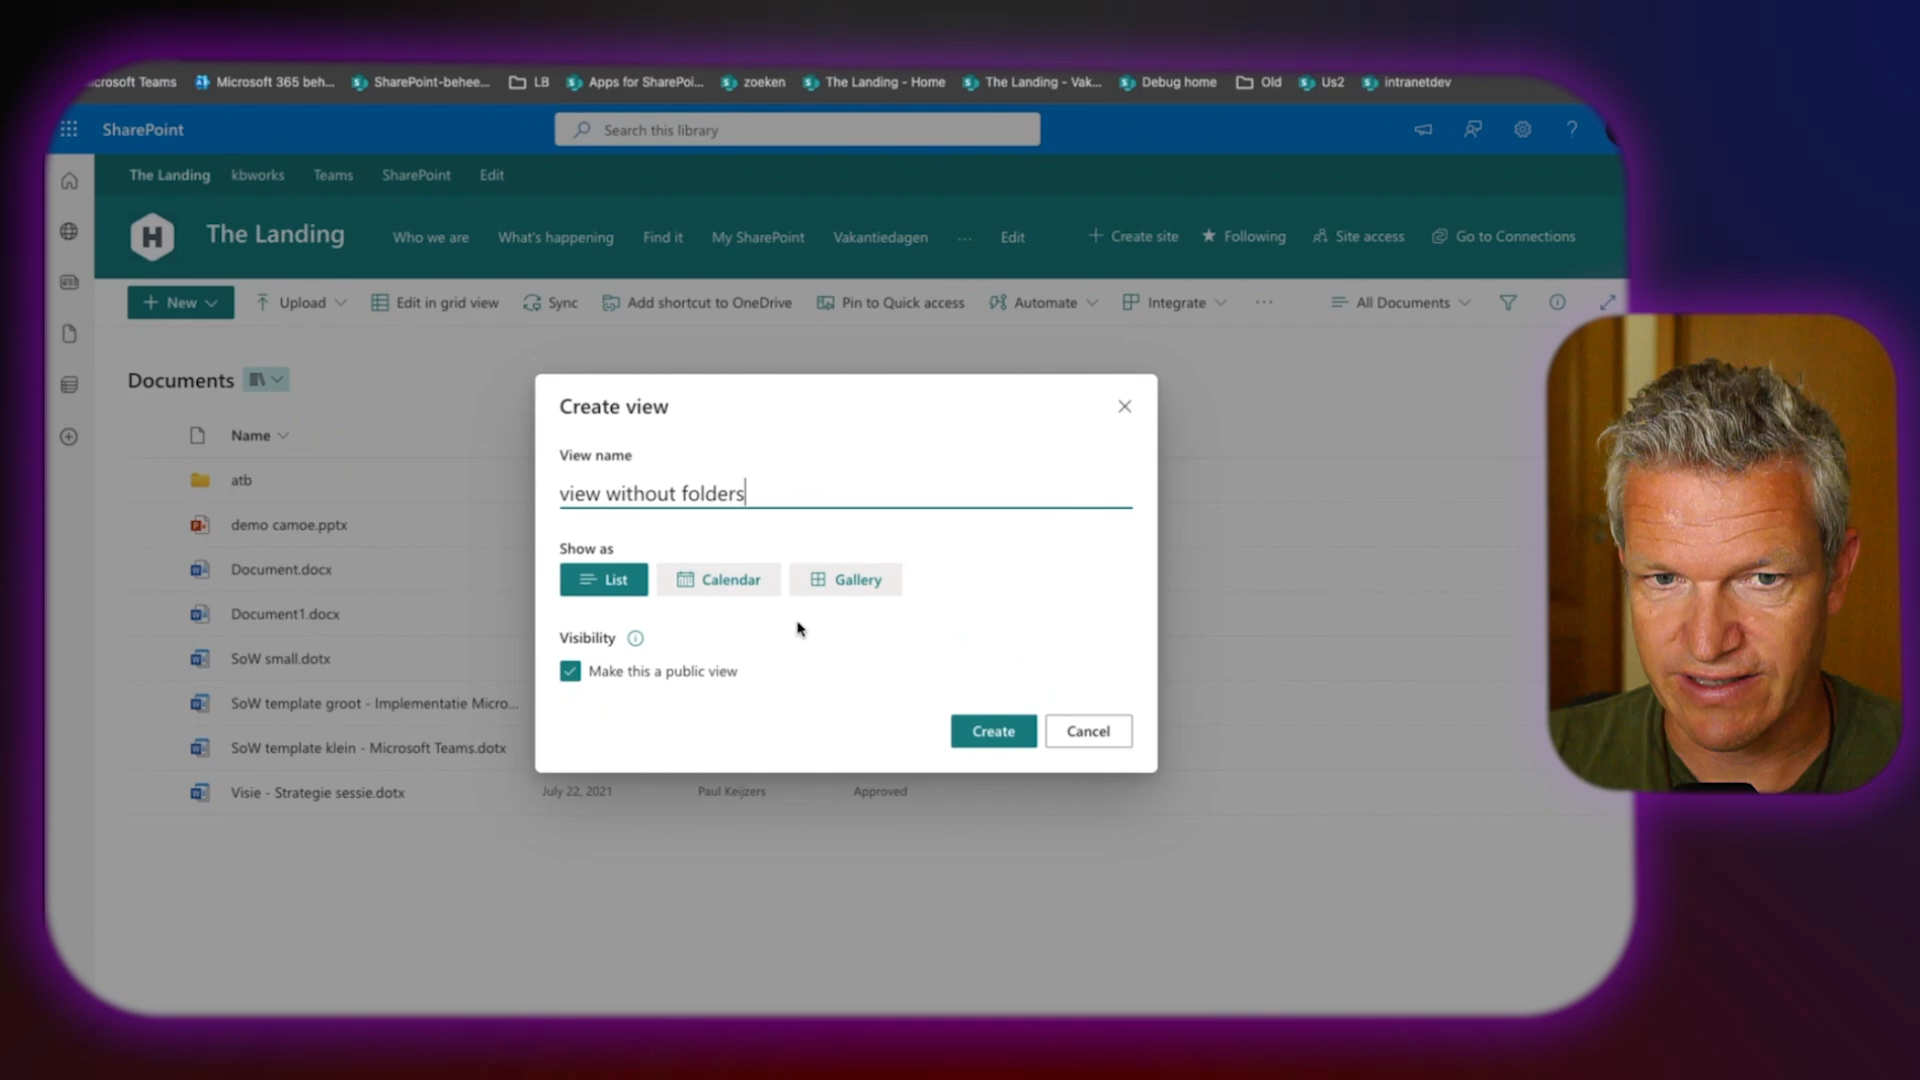 crosoft Teams Microsoft 365 beh... SharePoint-behee... LB Apps for SharePoi... zoeken The Landing - Home The Landing - Vak... Debug home Old Us2 intranetdev
SharePoint Search this library
The Landing kbworks Teams SharePoint Edit
H The Landing Who we are What's happening Find it My SharePoint Vakantiedagen ... Edit + Create site Following Site access Go to Connections
+ New Upload Edit in grid view Sync Add shortcut to OneDrive Pin to Quick access Automate Integrate ... All Documents
Documents
Name
atb
demo camoe.pptx
Document.docx
Document1.docx
SoW small.dotx
SoW template groot - Implementatie Micro...
SoW template klein - Microsoft Teams.dotx
Visie - Strategie sessie.dotx July 22, 2021 Paul Keijzers Approved
Create view
View name
view without folders
Show as
List Calendar Gallery
Visibility
Make this a public view
Create Cancel